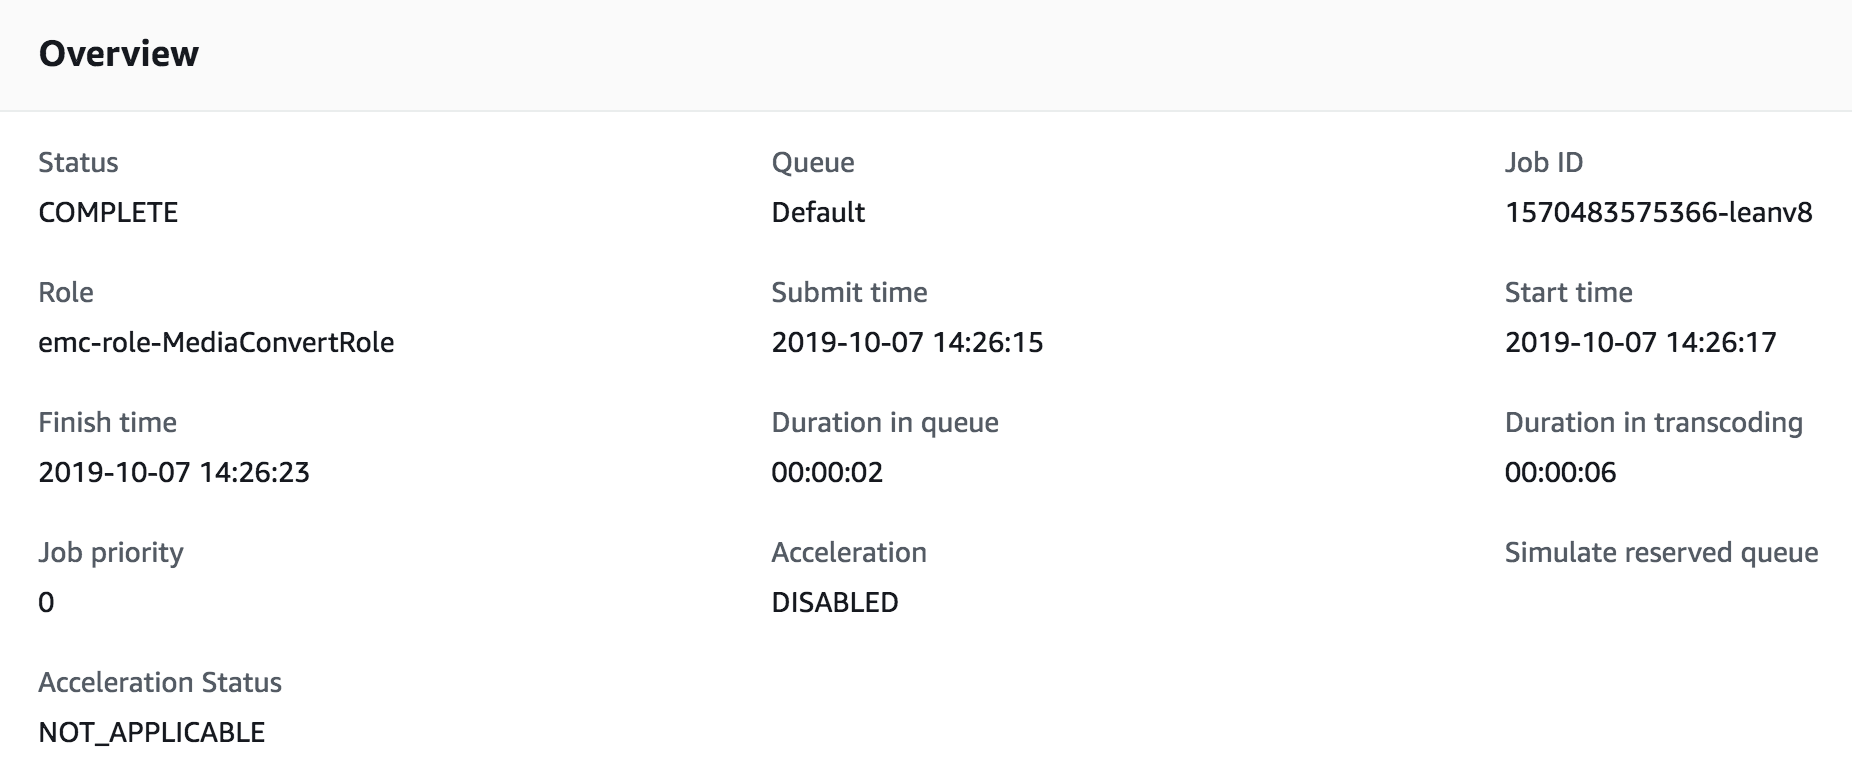 Overview
Status
Queue
Job ID
COMPLETE
Default
1570483575366-leanv8
Role
Submit time
Start time
emc-role-MediaConvertRole
2019-10-07 14:26:15
2019-10-07 14:26:17
Finish time
Duration in queue
Duration in transcoding
2019-10-07 14:26:23
00:00:02
00:00:06
Job priority
Acceleration
Simulate reserved queue
0
DISABLED
Acceleration Status
NOT_APPLICABLE